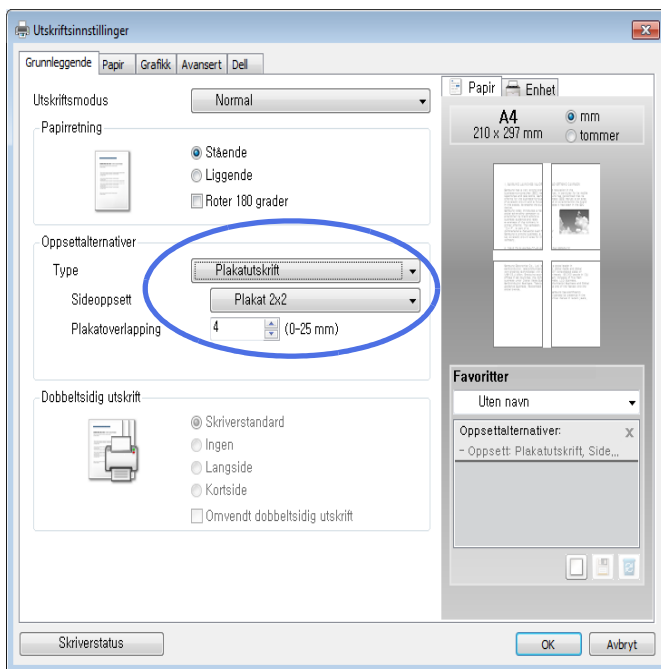 Utskriftsinnstillinger
Grunnleggende Papir Grafikk Avansert Dell
Utskriftsmodus Normal
Papirretning
Stående
Liggende
Roter 180 grader
Oppsettalternativer
Type Plakatutskrift
Sideoppsett Plakat 2x2
Plakatoverlapping 4 (0-25 mm)
Dobbeltsidig utskrift
Skriverstandard
Ingen
Langside
Kortside
Omvendt dobbeltsidig utskrift
Papir Enhet
A4
210 x 297 mm
mm
tommer
Favoritter
Uten navn
Oppsettalternativer: X
- Oppsett: Plakatutskrift, Side...
Skriverstatus OK Avbryt